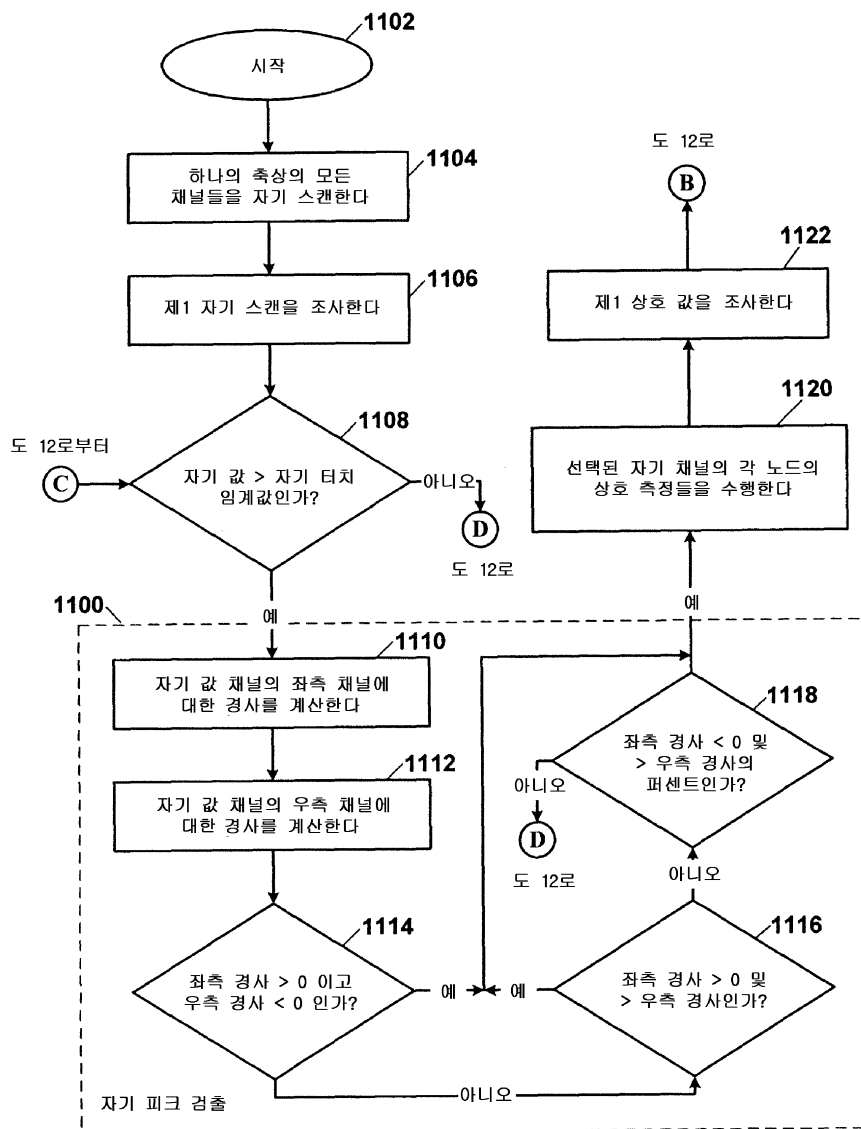 1102
시작
1104
하나의 축상의 모든
채널들을 자기 스캔한다
1106
제1 자기 스캔을 조사한다
1108
도 12로부터
C
자기 값 > 자기 터치
임계값인가?
아니오
D
도 12로
예
1100
1110
자기 값 채널의 좌측 채널에
대한 경사를 계산한다
1112
자기 값 채널의 우측 채널에
대한 경사를 계산한다
1114
좌측 경사 > 0 이고
우측 경사 < 0 인가?
예
아니오
1116
좌측 경사 > 0 및
> 우측 경사인가?
예
아니오
1118
좌측 경사 < 0 및
> 우측 경사의
퍼센트인가?
아니오
D
도 12로
예
1120
선택된 자기 채널의 각 노드의
상호 측정들을 수행한다
1122
제1 상호 값을 조사한다
도 12로
B
자기 피크 검출